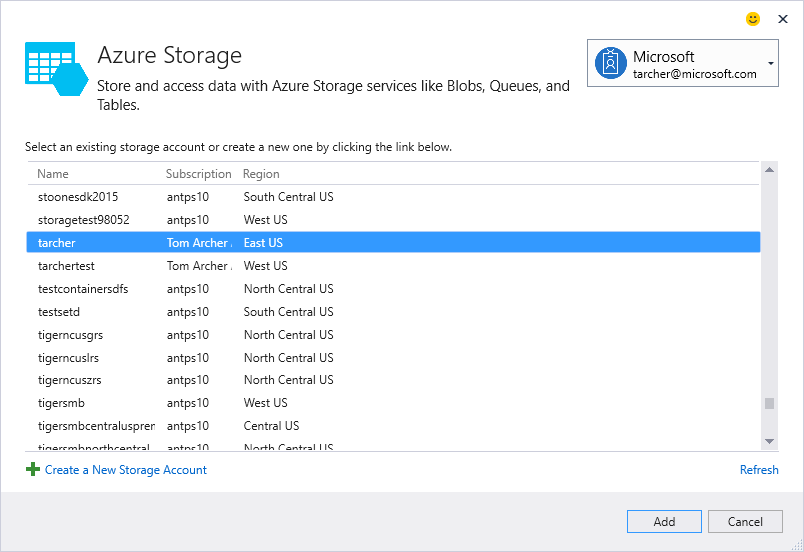 Azure Storage
Store and access data with Azure Storage services like Blobs, Queues, and
Tables.
Microsoft
tarcher@microsoft.com
Select an existing storage account or create a new one by clicking the link below.
Name Subscription Region
stoonesdk2015 antps10 South Central US
storagetest98052 antps10 West US
tarcher Tom Archer East US
tarchertest Tom Archer West US
testcontainersdfs antps10 North Central US
testsetd antps10 South Central US
tigerncusgrs antps10 North Central US
tigerncuslrs antps10 North Central US
tigerncuszrs antps10 North Central US
tigersmb antps10 West US
tigersmbcentraluspren antps10 Central US
tigersmbnorthcentral antps10 North Central US
Create a New Storage Account Refresh
Add Cancel